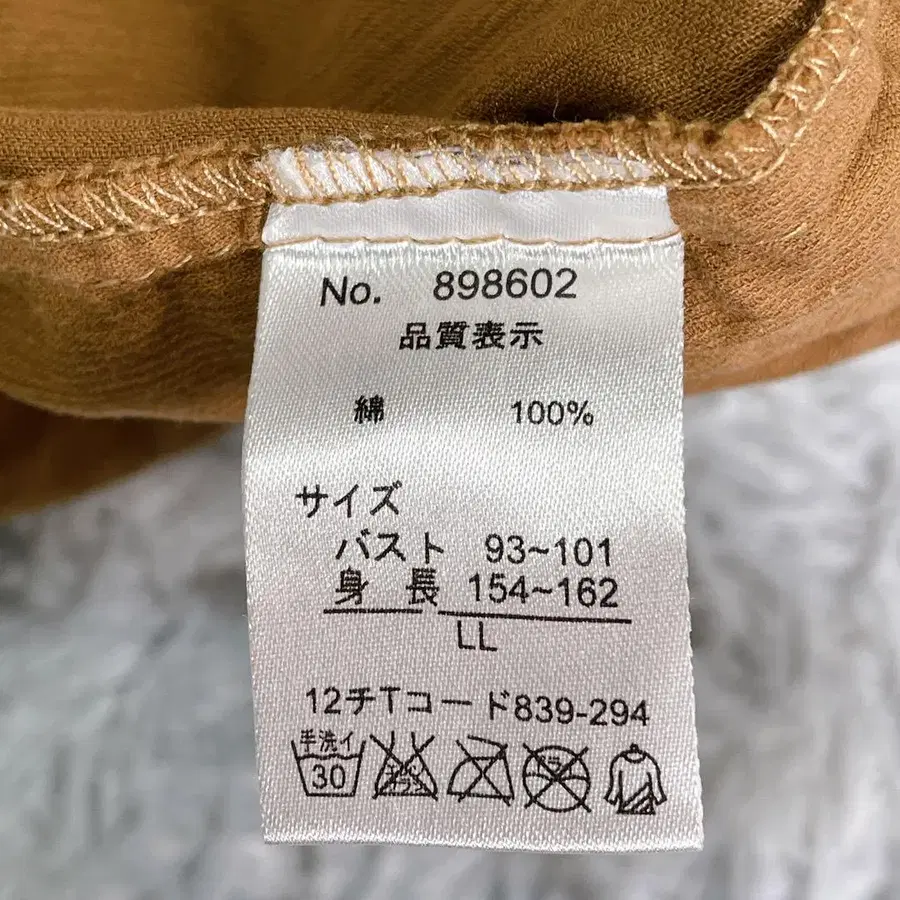 No. 898602
品質表示
綿 100%
サイズ
バスト 93~101
身長 154~162
LL
12チTコード839-294
手洗イ
30